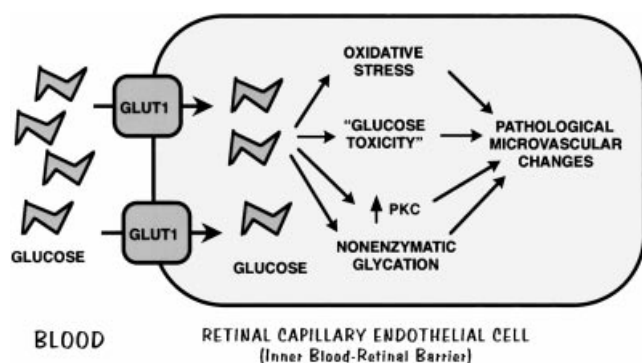 OXIDATIVE
STRESS
GLUT1
"GLUCOSE
TOXICITY"
PATHOLOGICAL
MICROVASCULAR
CHANGES
PKC
GLUT1
NONENZYMATIC
GLYCATION
GLUCOSE
GLUCOSE
BLOOD
RETINAL CAPILLARY ENDOTHELIAL CELL
(Inner Blood-Retinal Barrier)